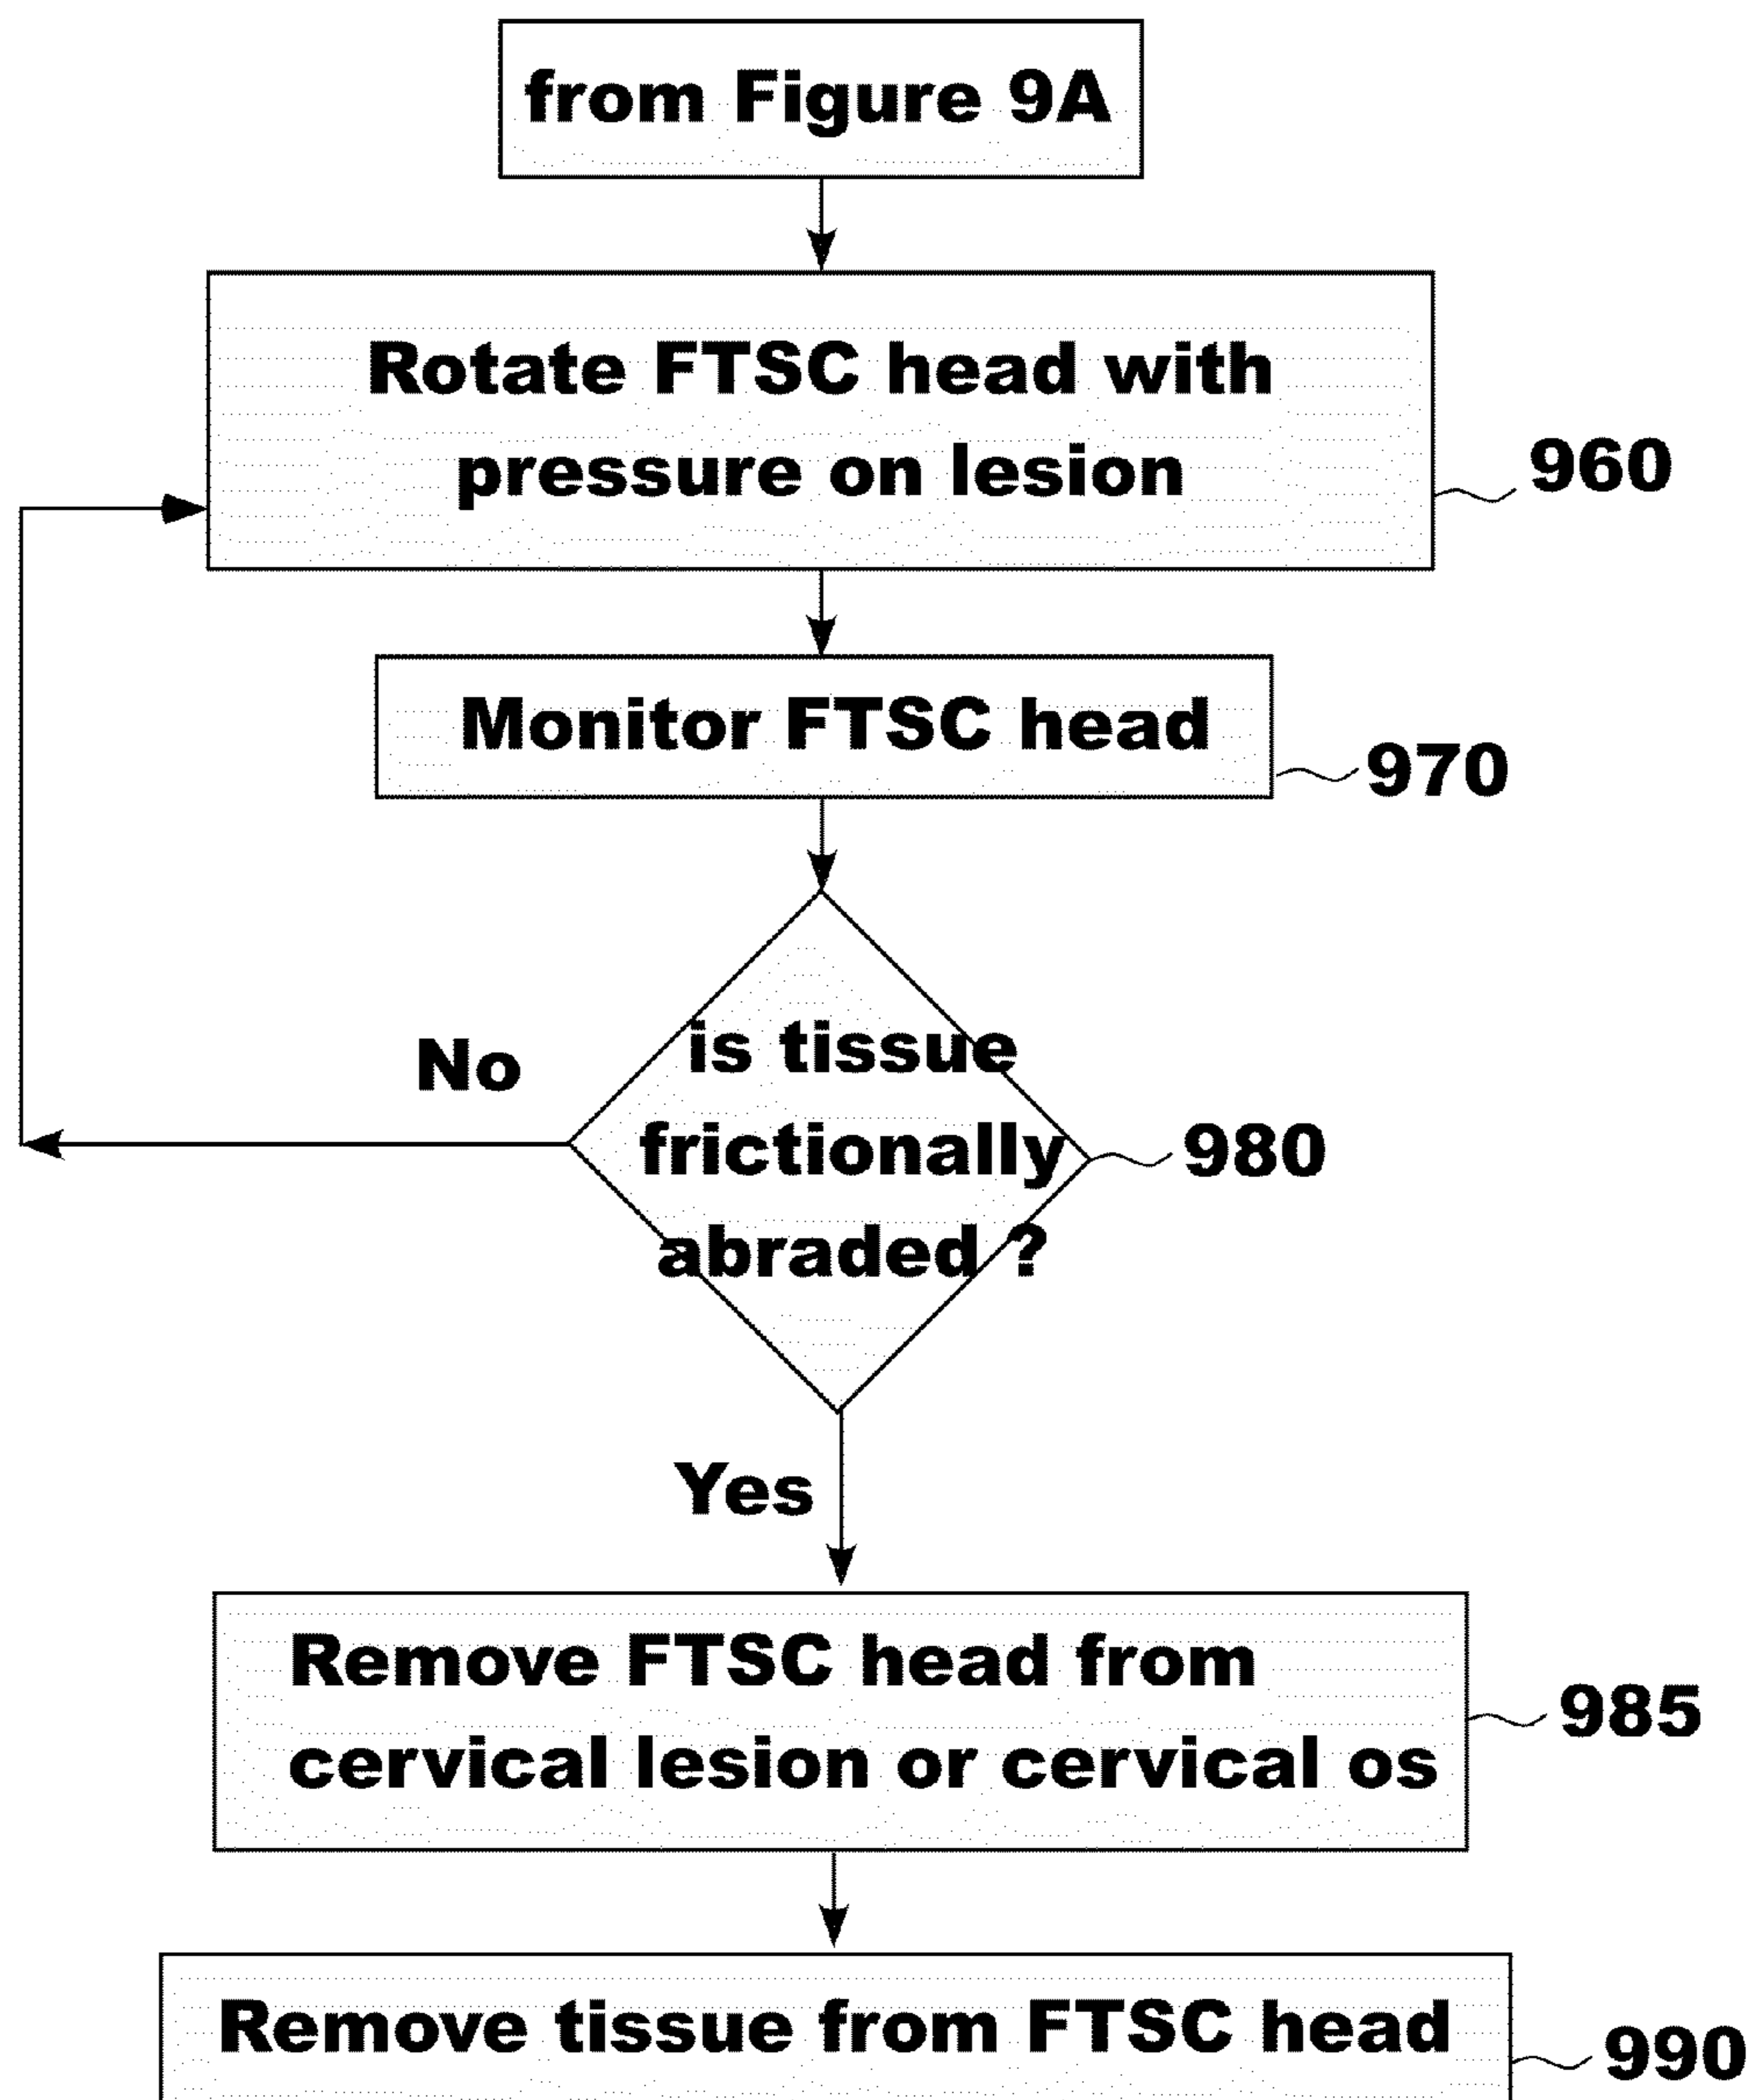 from Figure 9A
Rotate FTSC head with
pressure on lesion
960
Monitor FTSC head
970
No
is tissue
frictionally
abraded ?
980
Yes
Remove FTSC head from
cervical lesion or cervical os
985
Remove tissue from FTSC head
990